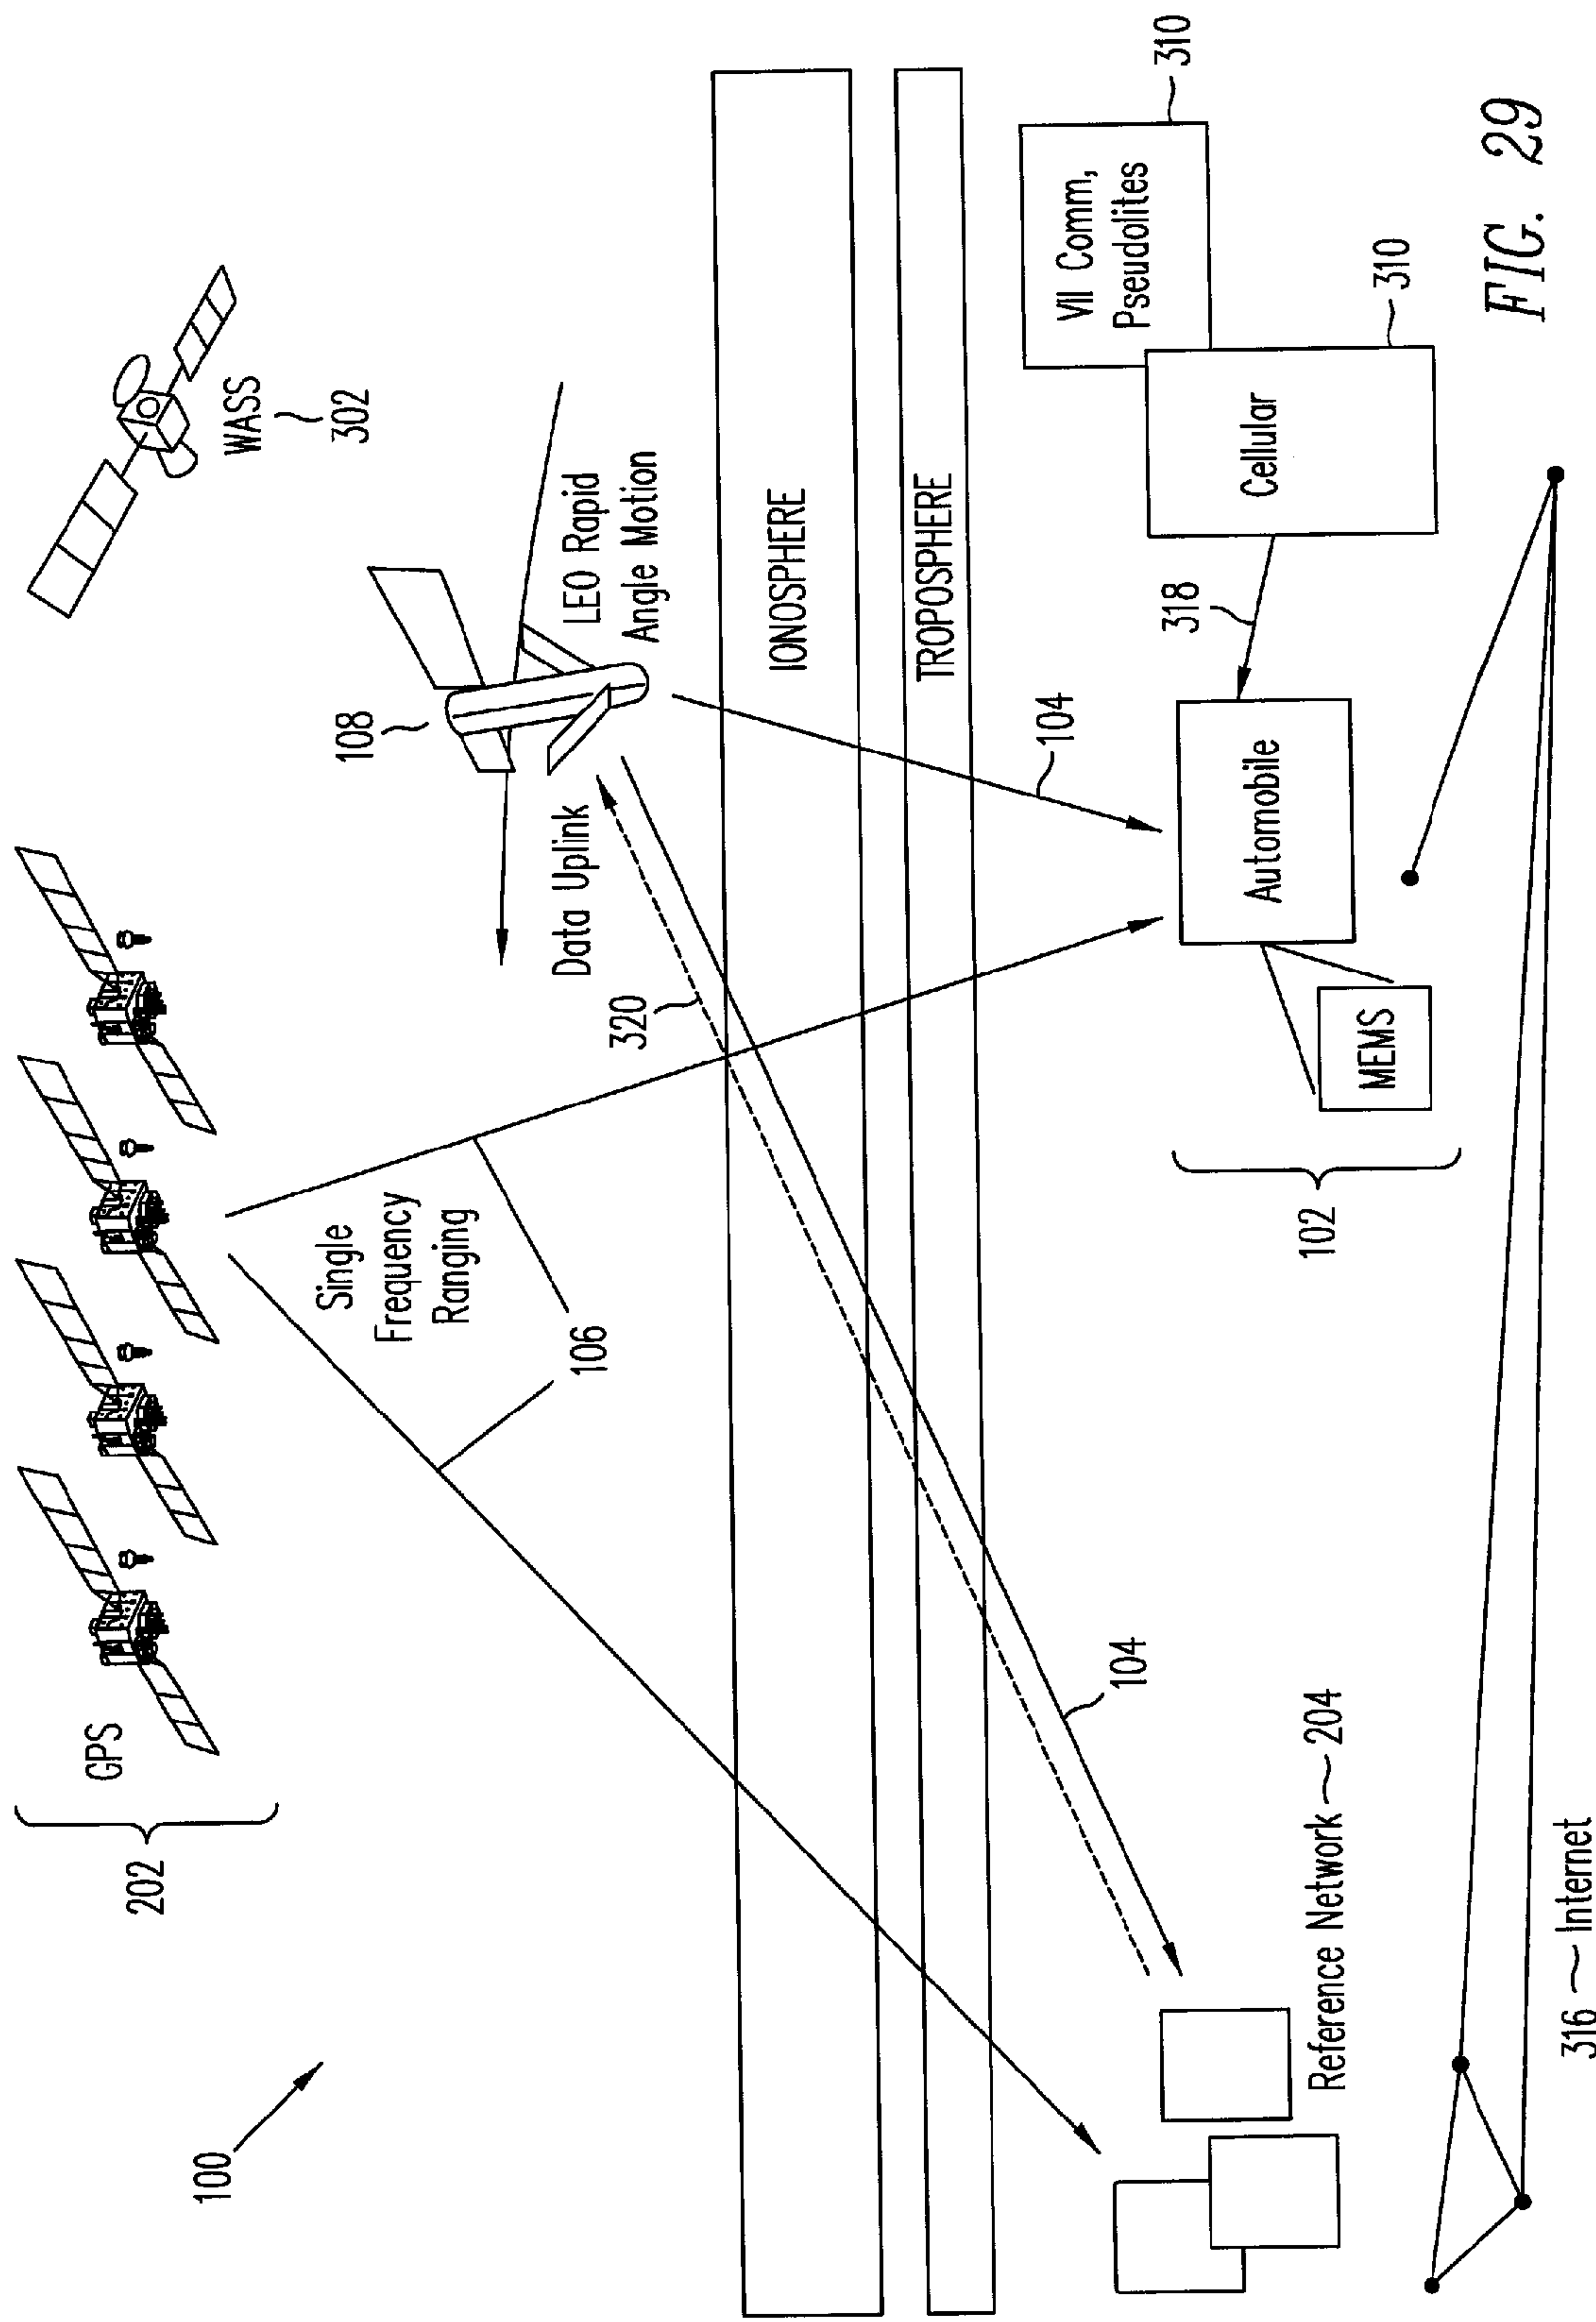 100
202
GPS
WASS
302
108
LEO Rapid
Angle Motion
Single
Frequency
Ranging
106
Data Uplink
320
IONOSPHERE
TROPOSPHERE
104
104
VII Comm,
Pseudolites
310
Cellular
310
318
Automobile
MEMS
102
Reference Network 204
316 Internet
FIG. 29